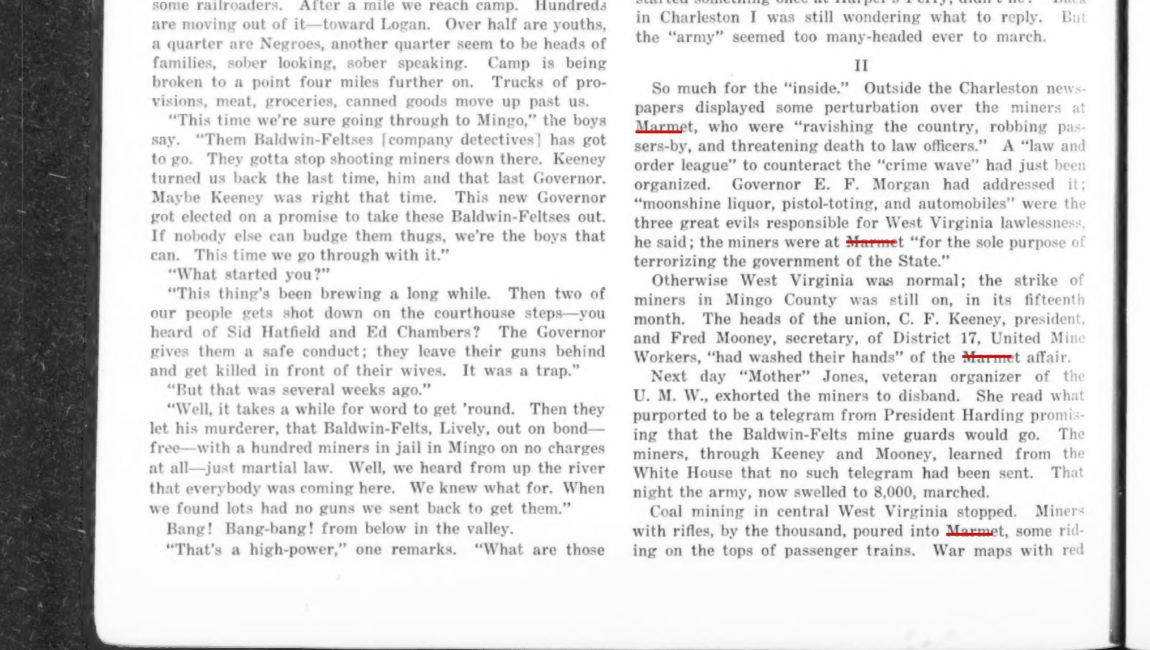 some railroaders. After a mile we reach camp. Hundreds
are moving out of it—toward Logan. Over half are youths,
a quarter are Negroes, another quarter seem to be heads of
families, sober looking, sober speaking. Camp is being
broken to a point four miles further on. Trucks of pro-
visions, meat, groceries, canned goods move up past us.
"This time we're sure going through to Mingo," the boys
say. "Them Baldwin-Feltses [company detectives] has got
to go. They gotta stop shooting miners down there. Keeney
turned us back the last time, him and that last Governor.
Maybe Keeney was right that time. This new Governor
got elected on a promise to take these Baldwin-Feltses out.
If nobody else can budge them thugs, we're the boys that
can. This time we go through with it."
"What started you?"
"This thing's been brewing a long while. Then two of
our people gets shot down on the courthouse steps—you
heard of Sid Hatfield and Ed Chambers? The Governor
gives them a safe conduct; they leave their guns behind
and get killed in front of their wives. It was a trap."
"But that was several weeks ago."
"Well, it takes a while for word to get 'round. Then they
let his murderer, that Baldwin-Felts, Lively, out on bond—
free—with a hundred miners in jail in Mingo on no charges
at all—just martial law. Well, we heard from up the river
that everybody was coming here. We knew what for. When
we found lots had no guns we sent back to get them."
Bang! Bang-bang! from below in the valley.
"That's a high-power," one remarks. "What are those
in Charleston I was still wondering what to reply. But
the "army" seemed too many-headed ever to march.
II
So much for the "inside." Outside the Charleston news-
papers displayed some perturbation over the miners at
Marmet, who were "ravishing the country, robbing pas-
sers-by, and threatening death to law officers." A "law and
order league" to counteract the "crime wave" had just been
organized. Governor E. F. Morgan had addressed it;
"moonshine liquor, pistol-toting, and automobiles" were the
three great evils responsible for West Virginia lawlessness,
he said; the miners were at Marmet "for the sole purpose of
terrorizing the government of the State."
Otherwise West Virginia was normal; the strike of
miners in Mingo County was still on, in its fifteenth
month. The heads of the union, C. F. Keeney, president,
and Fred Mooney, secretary, of District 17, United Mine
Workers, "had washed their hands" of the Marmet affair.
Next day "Mother" Jones, veteran organizer of the
U. M. W., exhorted the miners to disband. She read what
purported to be a telegram from President Harding promis-
ing that the Baldwin-Felts mine guards would go. The
miners, through Keeney and Mooney, learned from the
White House that no such telegram had been sent. That
night the army, now swelled to 8,000, marched.
Coal mining in central West Virginia stopped. Miners
with rifles, by the thousand, poured into Marmet, some rid-
ing on the tops of passenger trains. War maps with red